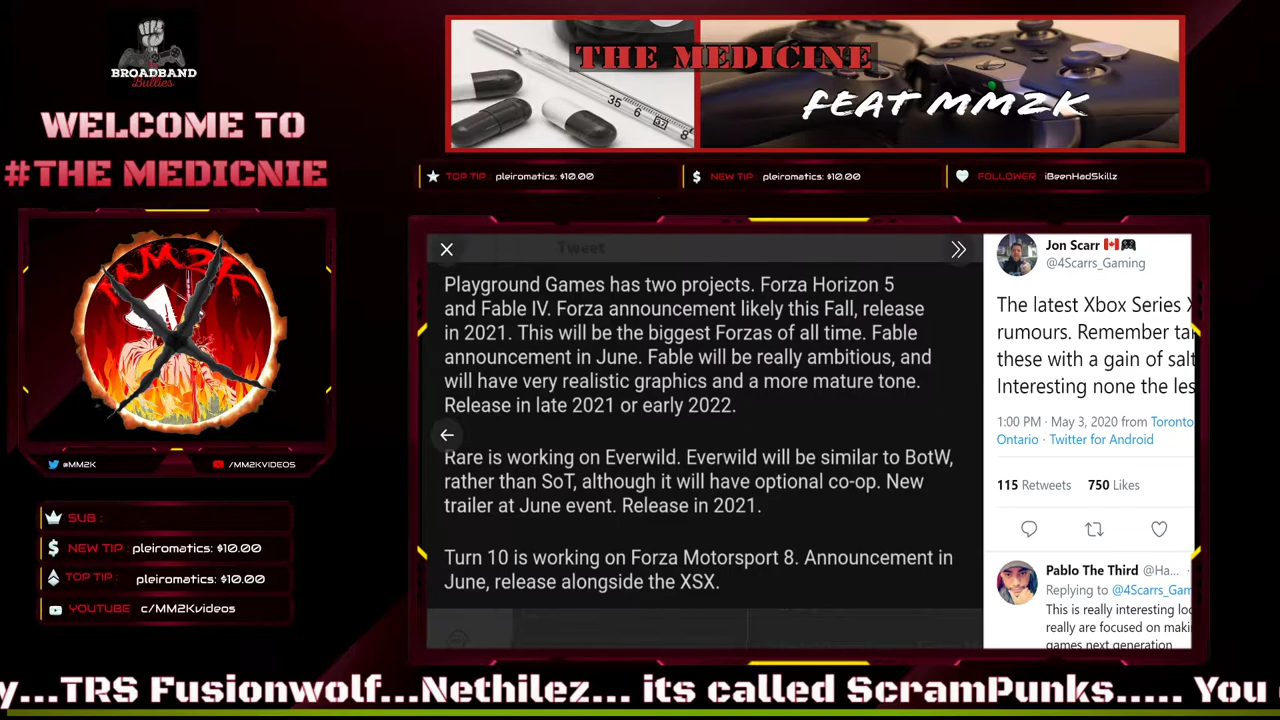 BROADBAND
Bullies
WELCOME TO
#THE MEDICNIE
THE MEDICINE
FEAT MM2K
35
6
37
8
TOP TIP pleiromatics: $10.00
NEW TIP pleiromatics: $10.00
FOLLOWER iBeenHadSkillz
MM2K
@MM2K
/MM2KVIDEOS
SUB :
NEW TIP : pleiromatics: $10.00
TOP TIP : pleiromatics: $10.00
YOUTUBE c/MM2Kvideos
Tweet
Playground Games has two projects. Forza Horizon 5
and Fable IV. Forza announcement likely this Fall, release
in 2021. This will be the biggest Forzas of all time. Fable
announcement in June. Fable will be really ambitious, and
will have very realistic graphics and a more mature tone.
Release in late 2021 or early 2022.
Rare is working on Everwild. Everwild will be similar to BotW,
rather than SoT, although it will have optional co-op. New
trailer at June event. Release in 2021.
Turn 10 is working on Forza Motorsport 8. Announcement in
June, release alongside the XSX.
Jon Scarr
@4Scarrs_Gaming
The latest Xbox Series X
rumours. Remember ta
these with a gain of salt
Interesting none the les
1:00 PM · May 3, 2020 from Toronto
Ontario · Twitter for Android
115 Retweets 750 Likes
Pablo The Third @Ha... ·
Replying to @4Scarrs_Gam
This is really interesting loo
really are focused on maki
games next generation
y...TRS Fusionwolf...Nethilez... its called ScramPunks..... You